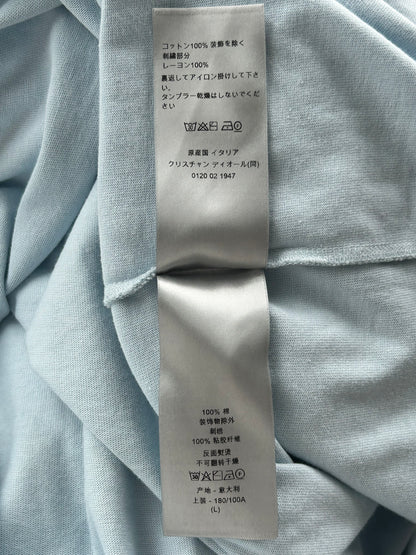 コットン100% 装飾を除く
刺繍部分
レーヨン100%
裏返してアイロン掛けして下さ
い。
タンブラー乾燥はしないでくださ
い
原産国 イタリア
クリスチャン ディオール(同)
0120 02 1947
100% 棉
装饰物除外
刺绣
100% 粘胶纤维
反面熨烫
不可翻转干燥
产地 - 意大利
上装 - 180/100A
(L)